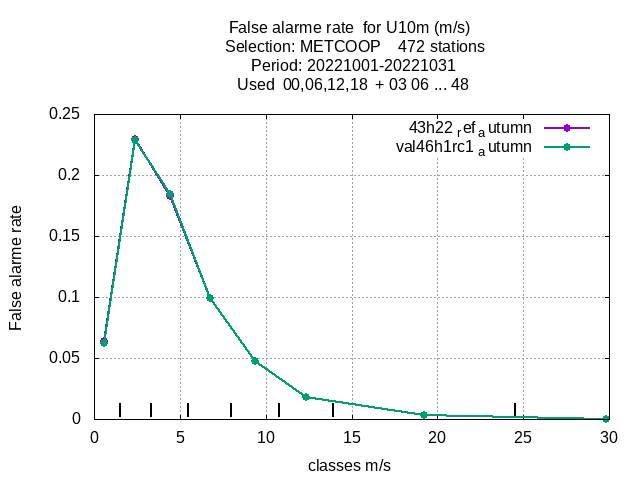 False alarme rate  for U10m (m/s)
Selection: METCOOP    472 stations
Period: 20221001-20221031
Used  00,06,12,18  + 03 06 ... 48
43h22 ref autumn
val46h1rc1 autumn
0.25
0.2
0.15
0.1
0.05
0
False alarme rate
0 5 10 15 20 25 30
classes m/s